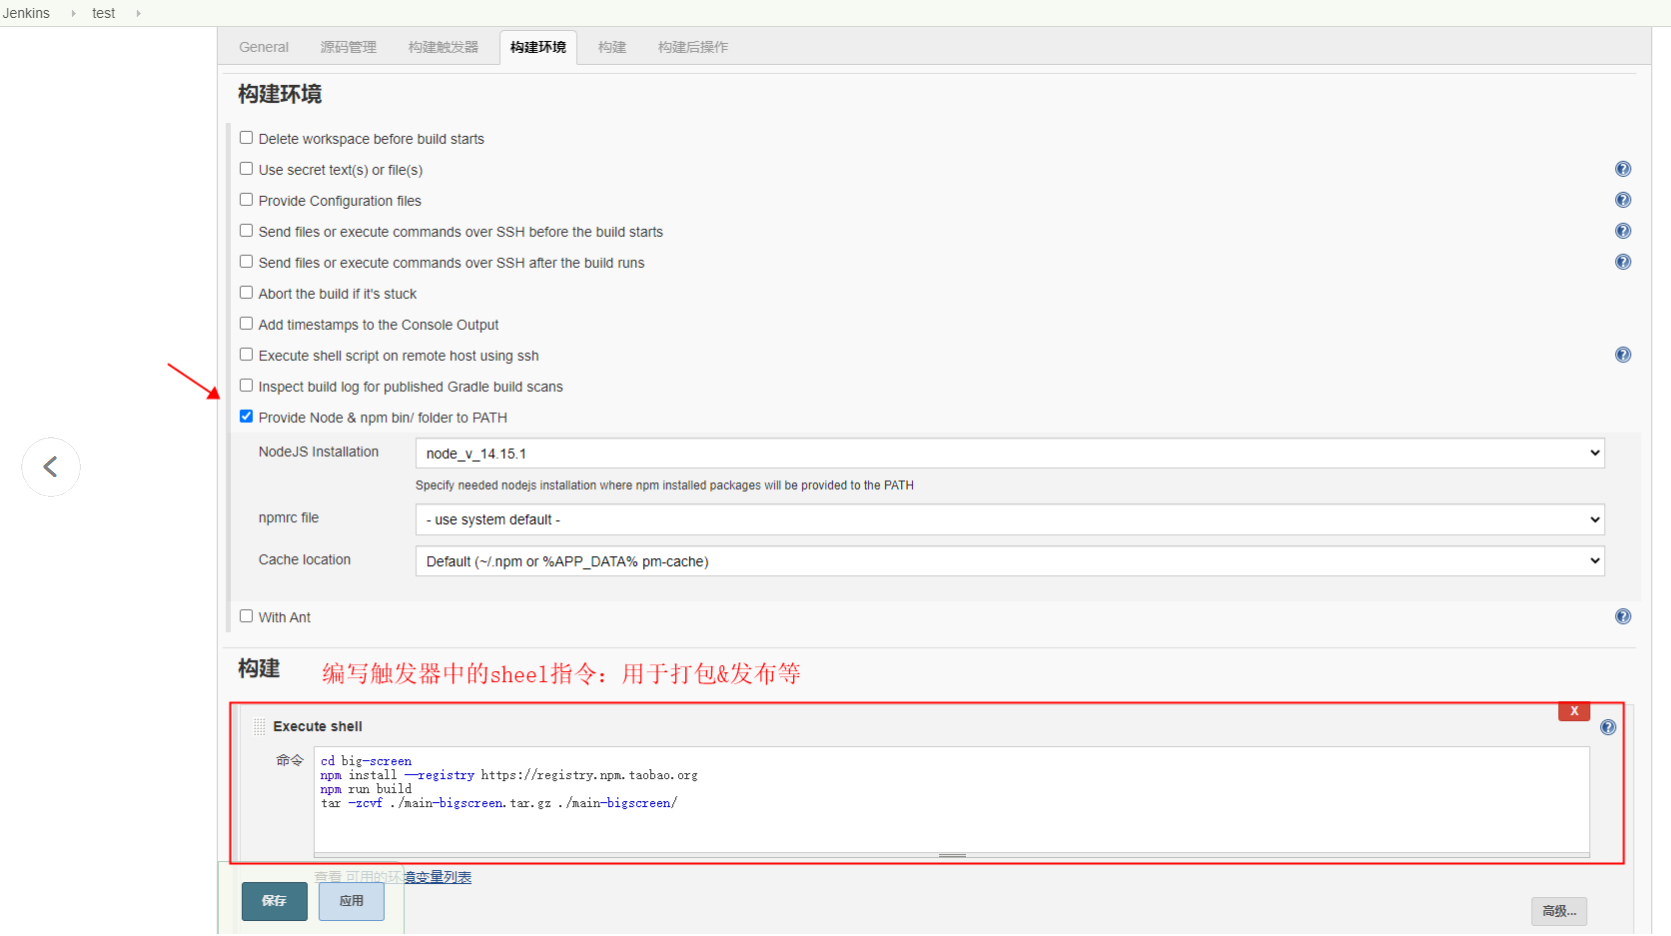 Jenkins test
General 源码管理 构建触发器 构建环境 构建 构建后操作
构建环境
Delete workspace before build starts
Use secret text(s) or file(s)
Provide Configuration files
Send files or execute commands over SSH before the build starts
Send files or execute commands over SSH after the build runs
Abort the build if it's stuck
Add timestamps to the Console Output
Execute shell script on remote host using ssh
Inspect build log for published Gradle build scans
Provide Node & npm bin/ folder to PATH
NodeJS Installation node_v_14.15.1
Specify needed nodejs installation where npm installed packages will be provided to the PATH
npmrc file - use system default -
Cache location Default (~/.npm or %APP_DATA% pm-cache)
With Ant
构建 编写触发器中的sheel指令：用于打包&发布等
X
Execute shell
命令 cd big-screen
npm install --registry https://registry.npm.taobao.org
npm run build
tar -zcvf ./main-bigscreen.tar.gz ./main-bigscreen/
查看 可用的环境变量列表
保存 应用
高级...